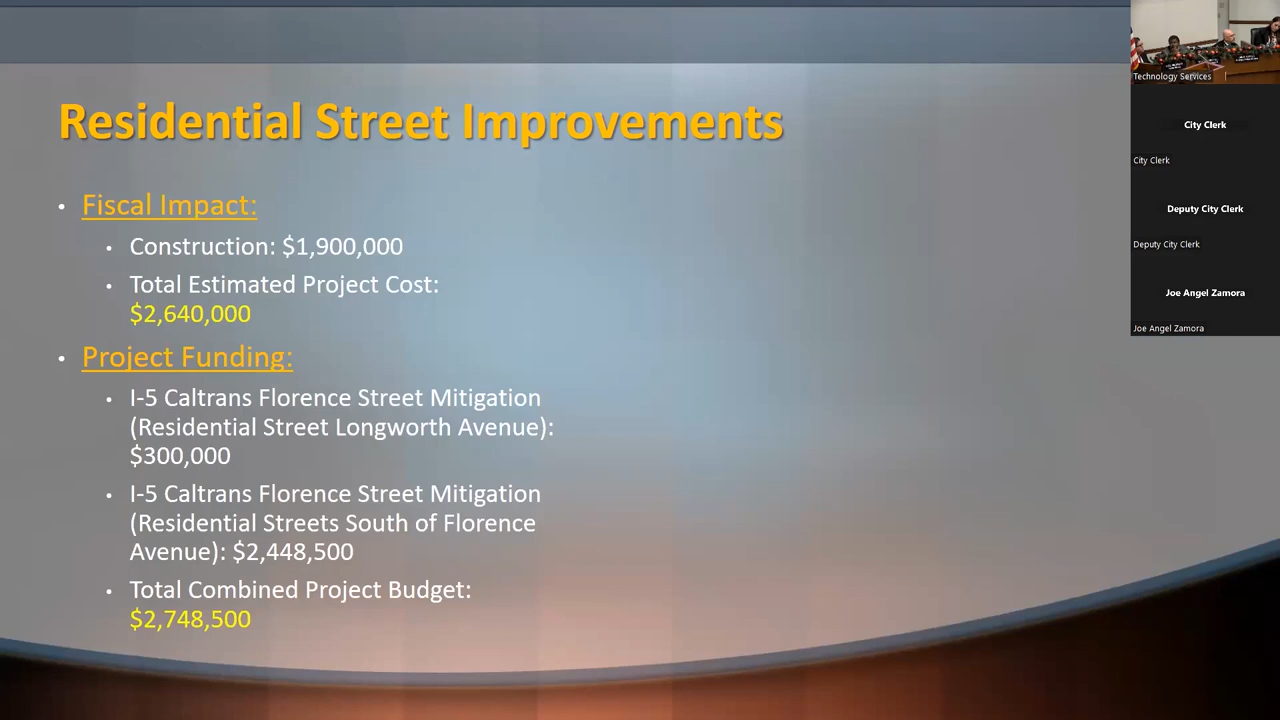 Residential Street Improvements
• Fiscal Impact:
• Construction: $1,900,000
• Total Estimated Project Cost:
$2,640,000
• Project Funding:
• I-5 Caltrans Florence Street Mitigation
(Residential Street Longworth Avenue):
$300,000
• I-5 Caltrans Florence Street Mitigation
(Residential Streets South of Florence
Avenue): $2,448,500
• Total Combined Project Budget:
$2,748,500
Technology Services
City Clerk
City Clerk
Deputy City Clerk
Deputy City Clerk
Joe Angel Zamora
Joe Angel Zamora